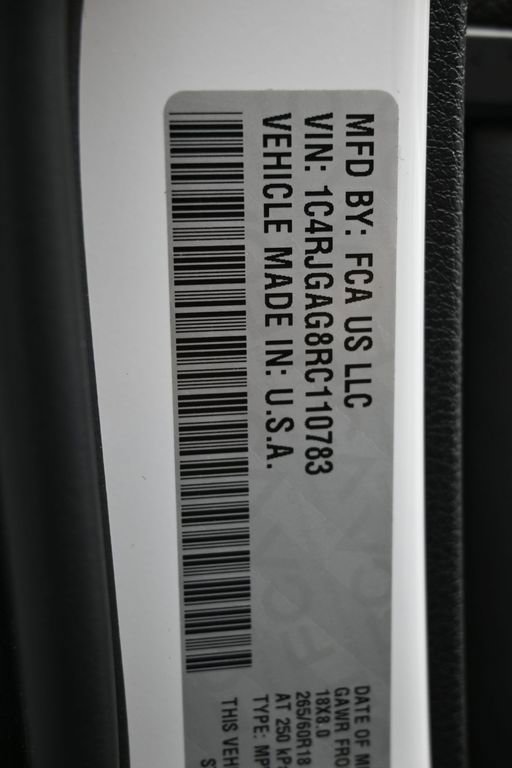 MFD BY: FCA US LLC
VIN: 1C4RJGAG8RC110783
VEHICLE MADE IN: U.S.A.
DATE OF M
GAWR FRO
18X8.0
265/60R18
AT 250 kP
TYPE: MP
THIS VEH
S